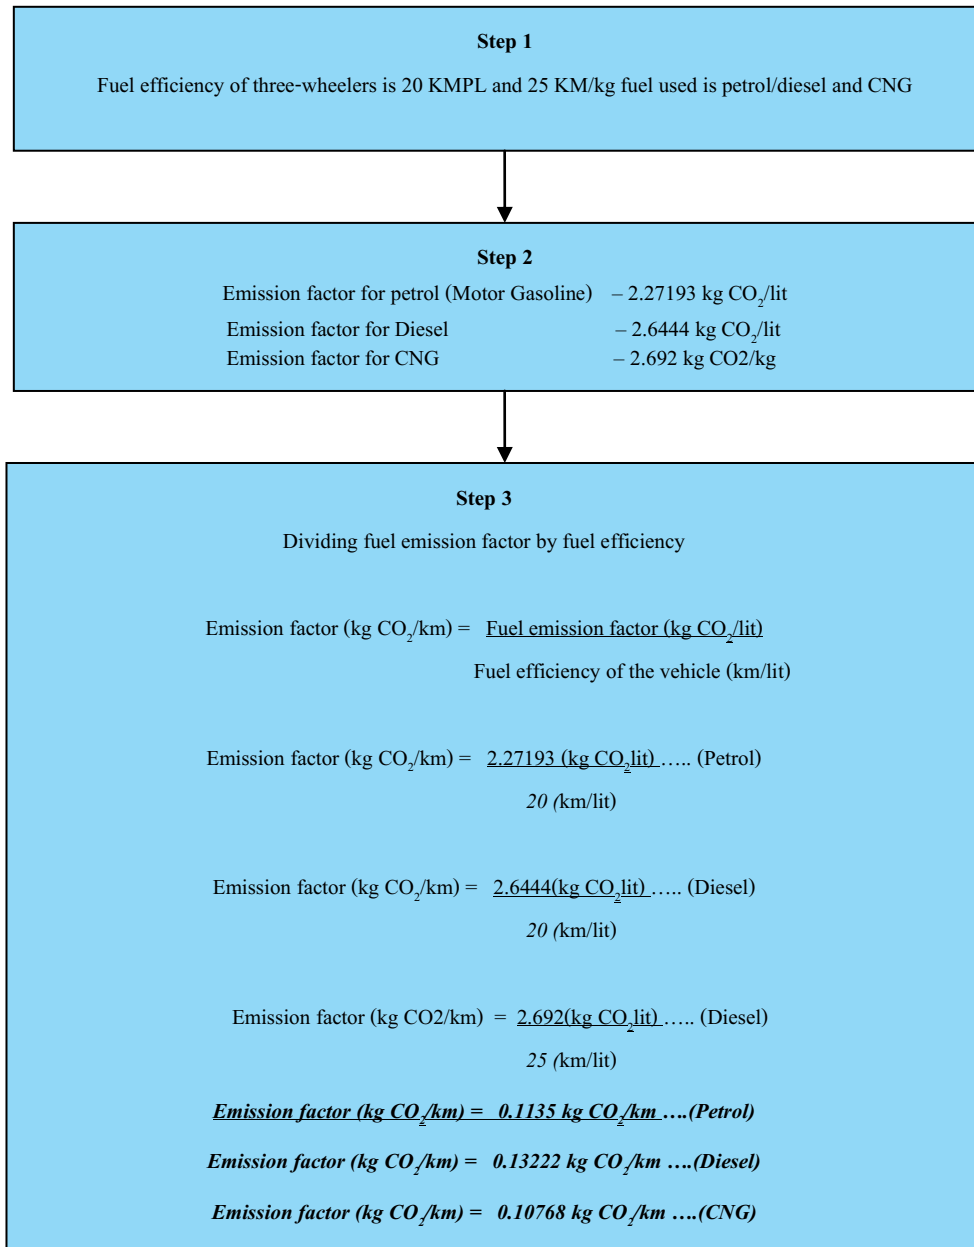 Step 1
Fuel efficiency of three-wheelers is 20 KMPL and 25 KM/kg fuel used is petrol/diesel and CNG
Step 2
Emission factor for petrol (Motor Gasoline) – 2.27193 kg CO₂/lit
Emission factor for Diesel – 2.6444 kg CO₂/lit
Emission factor for CNG – 2.692 kg CO2/kg
Step 3
Dividing fuel emission factor by fuel efficiency
Emission factor (kg CO₂/km) = Fuel emission factor (kg CO₂/lit)
Fuel efficiency of the vehicle (km/lit)
Emission factor (kg CO₂/km) = 2.27193 (kg CO₂lit) ….. (Petrol)
20 (km/lit)
Emission factor (kg CO₂/km) = 2.6444(kg CO₂lit) ….. (Diesel)
20 (km/lit)
Emission factor (kg CO2/km) = 2.692(kg CO₂lit) ….. (Diesel)
25 (km/lit)
Emission factor (kg CO₂/km) = 0.1135 kg CO₂/km ….(Petrol)
Emission factor (kg CO₂/km) = 0.13222 kg CO₂/km ….(Diesel)
Emission factor (kg CO₂/km) = 0.10768 kg CO₂/km ….(CNG)